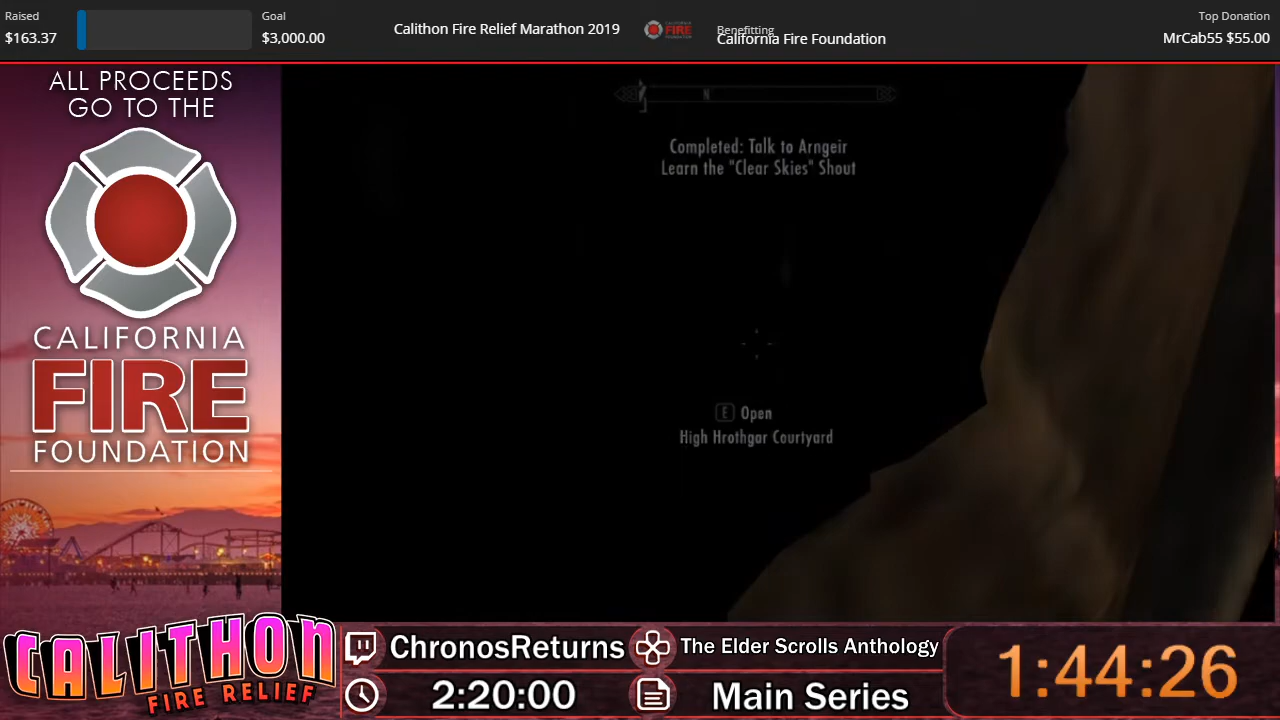 Raised
$163.37
Goal
$3,000.00
Calithon Fire Relief Marathon 2019
Benefitting
California Fire Foundation
Top Donation
MrCab55 $55.00
ALL PROCEEDS
GO TO THE
CALIFORNIA
FIRE
FOUNDATION
N
Completed: Talk to Arngeir
Learn the "Clear Skies" Shout
E Open
High Hrothgar Courtyard
CALITHON
FIRE RELIEF
ChronosReturns
The Elder Scrolls Anthology
2:20:00
Main Series
1:44:26